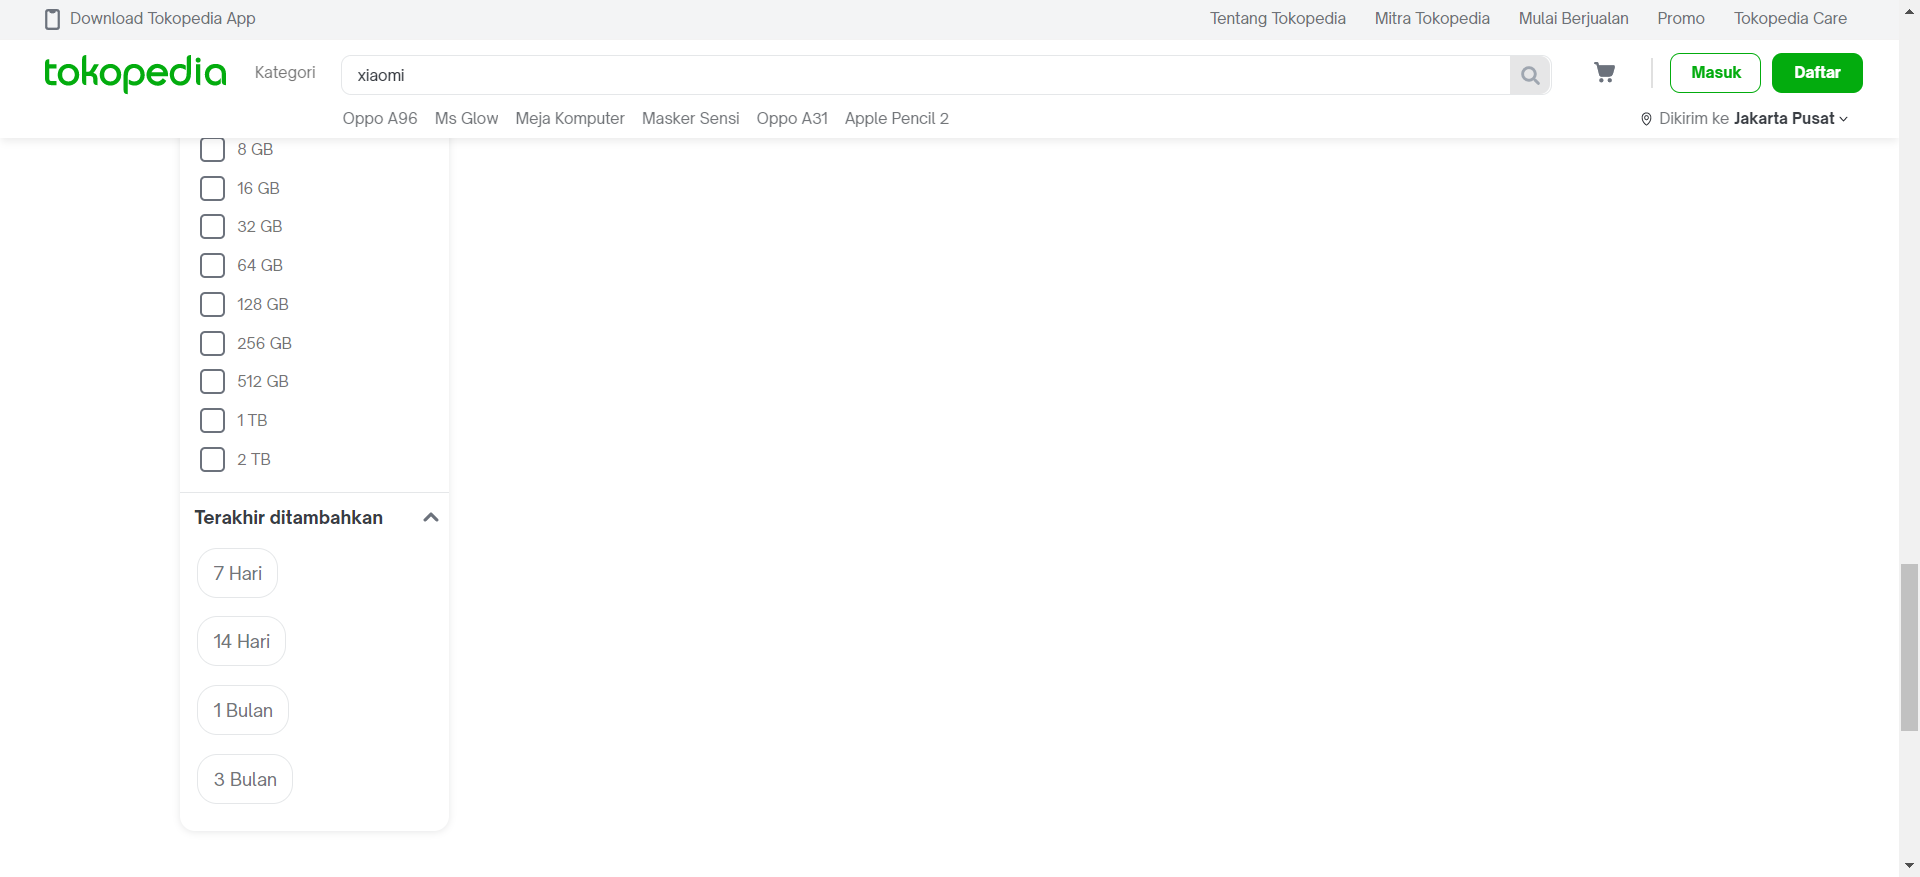 Download Tokopedia App
Tentang Tokopedia Mitra Tokopedia Mulai Berjualan Promo Tokopedia Care
tokopedia Kategori xiaomi Masuk Daftar
Oppo A96 Ms Glow Meja Komputer Masker Sensi Oppo A31 Apple Pencil 2
Dikirim ke Jakarta Pusat
8 GB
16 GB
32 GB
64 GB
128 GB
256 GB
512 GB
1 TB
2 TB
Terakhir ditambahkan
7 Hari
14 Hari
1 Bulan
3 Bulan